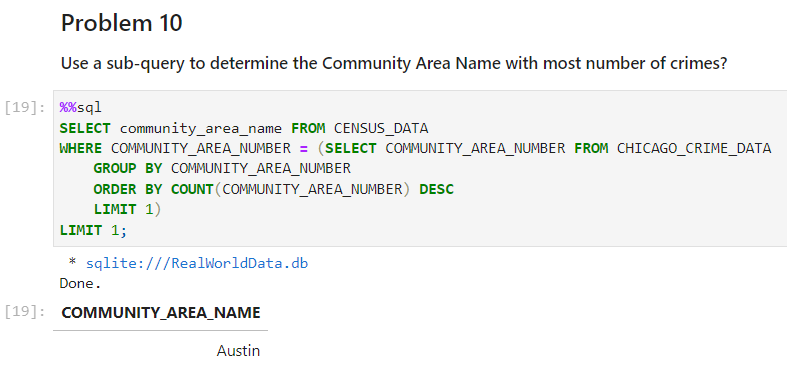 Problem 10
Use a sub-query to determine the Community Area Name with most number of crimes?
[19]: %%sql
SELECT community_area_name FROM CENSUS_DATA
WHERE COMMUNITY_AREA_NUMBER = (SELECT COMMUNITY_AREA_NUMBER FROM CHICAGO_CRIME_DATA
GROUP BY COMMUNITY_AREA_NUMBER
ORDER BY COUNT(COMMUNITY_AREA_NUMBER) DESC
LIMIT 1)
LIMIT 1;
* sqlite:///RealWorldData.db
Done.
[19]: COMMUNITY_AREA_NAME
Austin